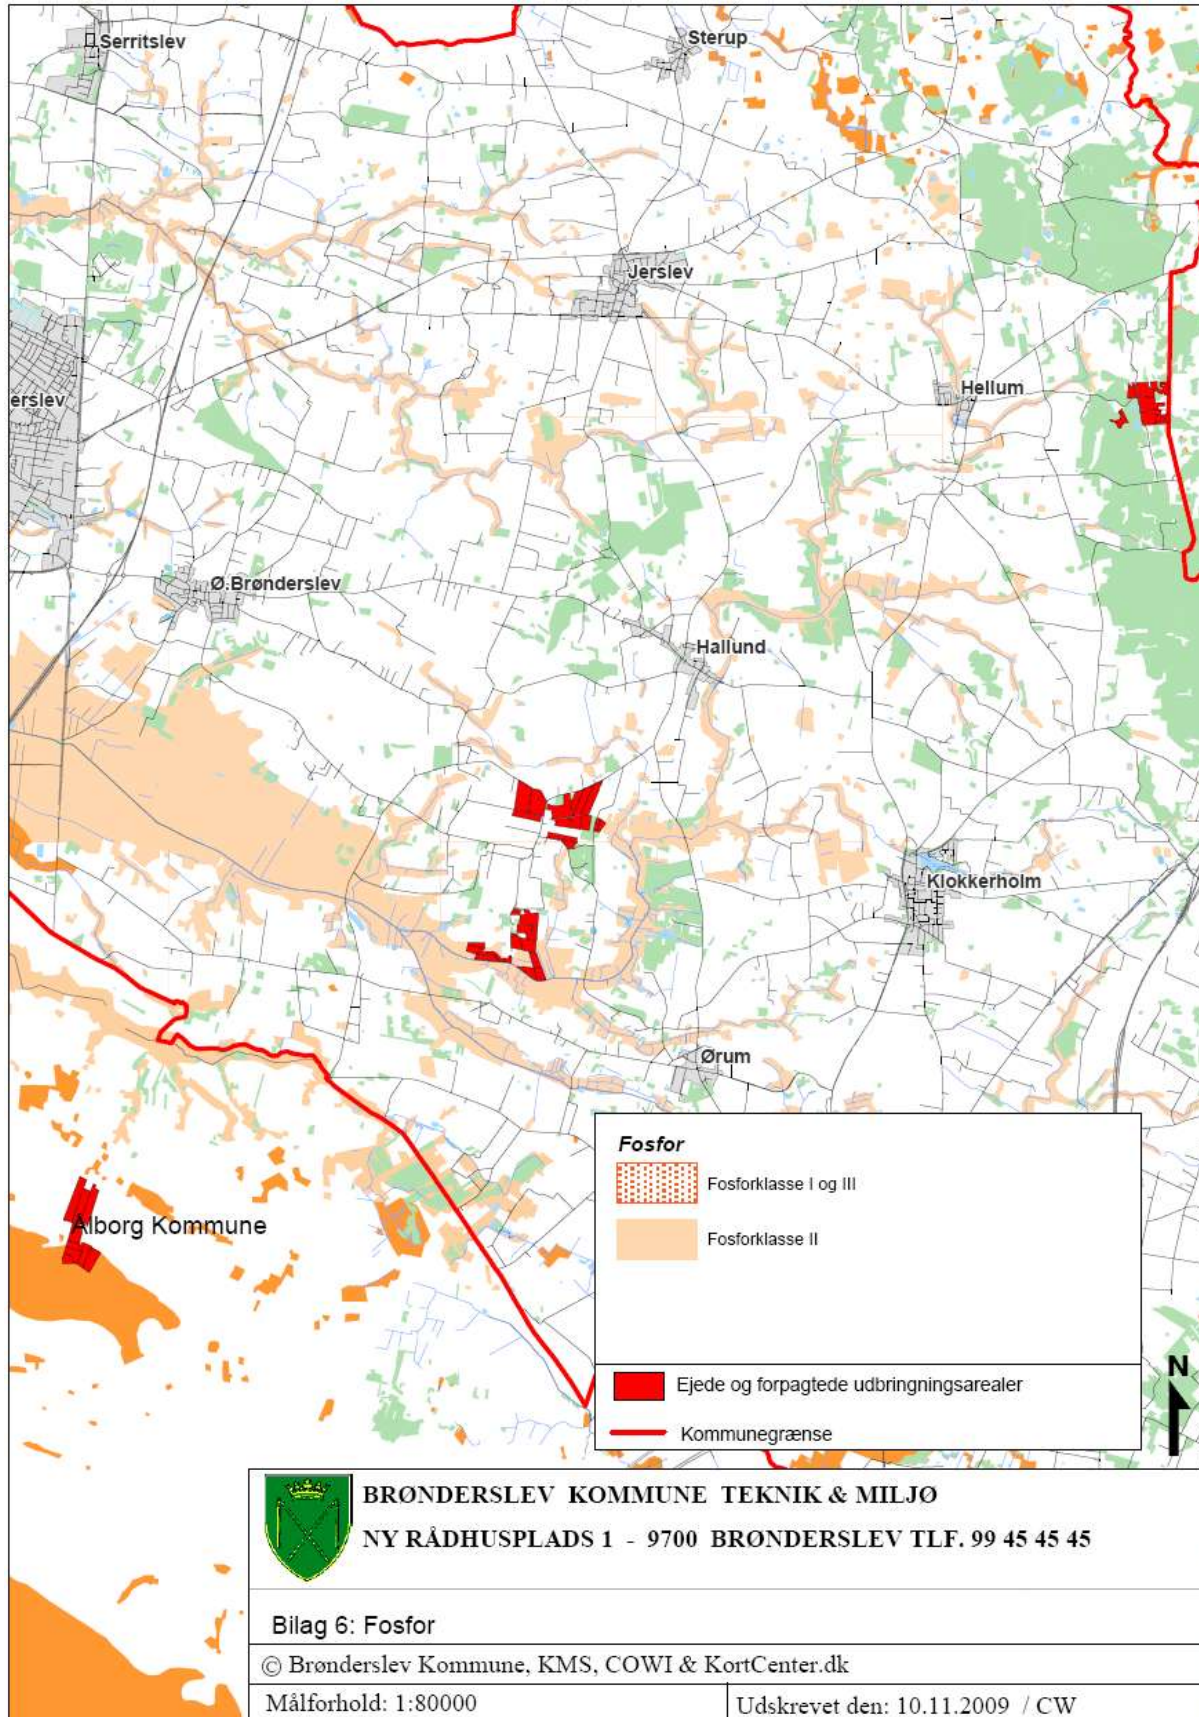 Serritslev
Sterup
Jerslev
Hellum
erslev
Ø.Brønderslev
Hallund
Klokkerholm
Ørum
Ålborg Kommune
Fosfor
Fosforklasse I og III
Fosforklasse II
Ejede og forpagtede udbringningsarealer
Kommunegrænse
N
BRØNDERSLEV KOMMUNE TEKNIK & MILJØ
NY RÅDHUSPLADS 1 - 9700 BRØNDERSLEV TLF. 99 45 45 45
Bilag 6: Fosfor
© Brønderslev Kommune, KMS, COWI & KortCenter.dk
Målforhold: 1:80000
Udskrevet den: 10.11.2009 / CW